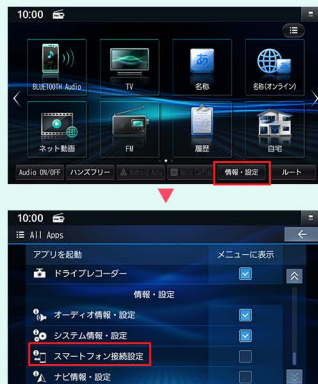 10:00
BLUETOOTH Audio
TV
名称
名称(オンライン)
ネット動画
FM
履歴
自宅
Audio ON/OFF
ハンズフリー
情報・設定
ルート
10:00
All Apps
アプリを起動
メニューに表示
ドライブレコーダー
情報・設定
オーディオ情報・設定
システム情報・設定
スマートフォン接続設定
ナビ情報・設定